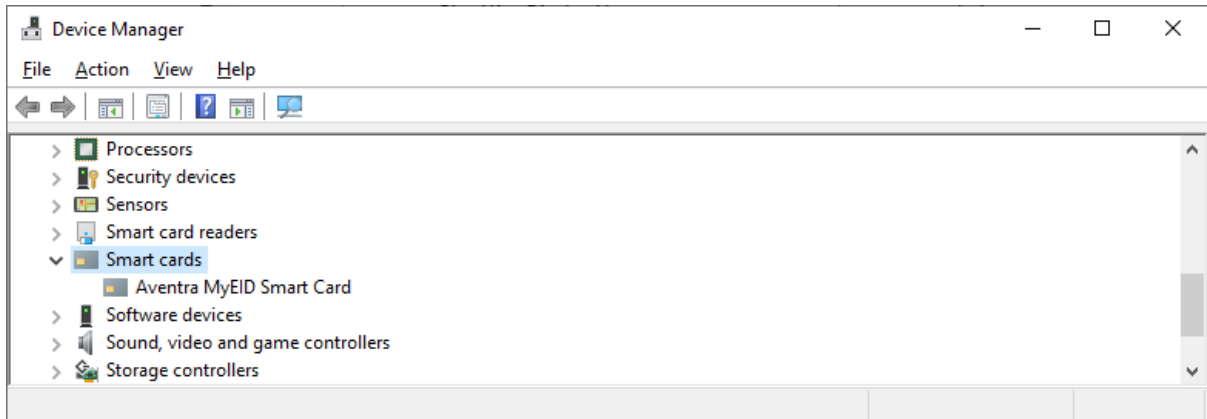 Device Manager
File Action View Help
Processors
Security devices
Sensors
Smart card readers
Smart cards
Aventra MyEID Smart Card
Software devices
Sound, video and game controllers
Storage controllers